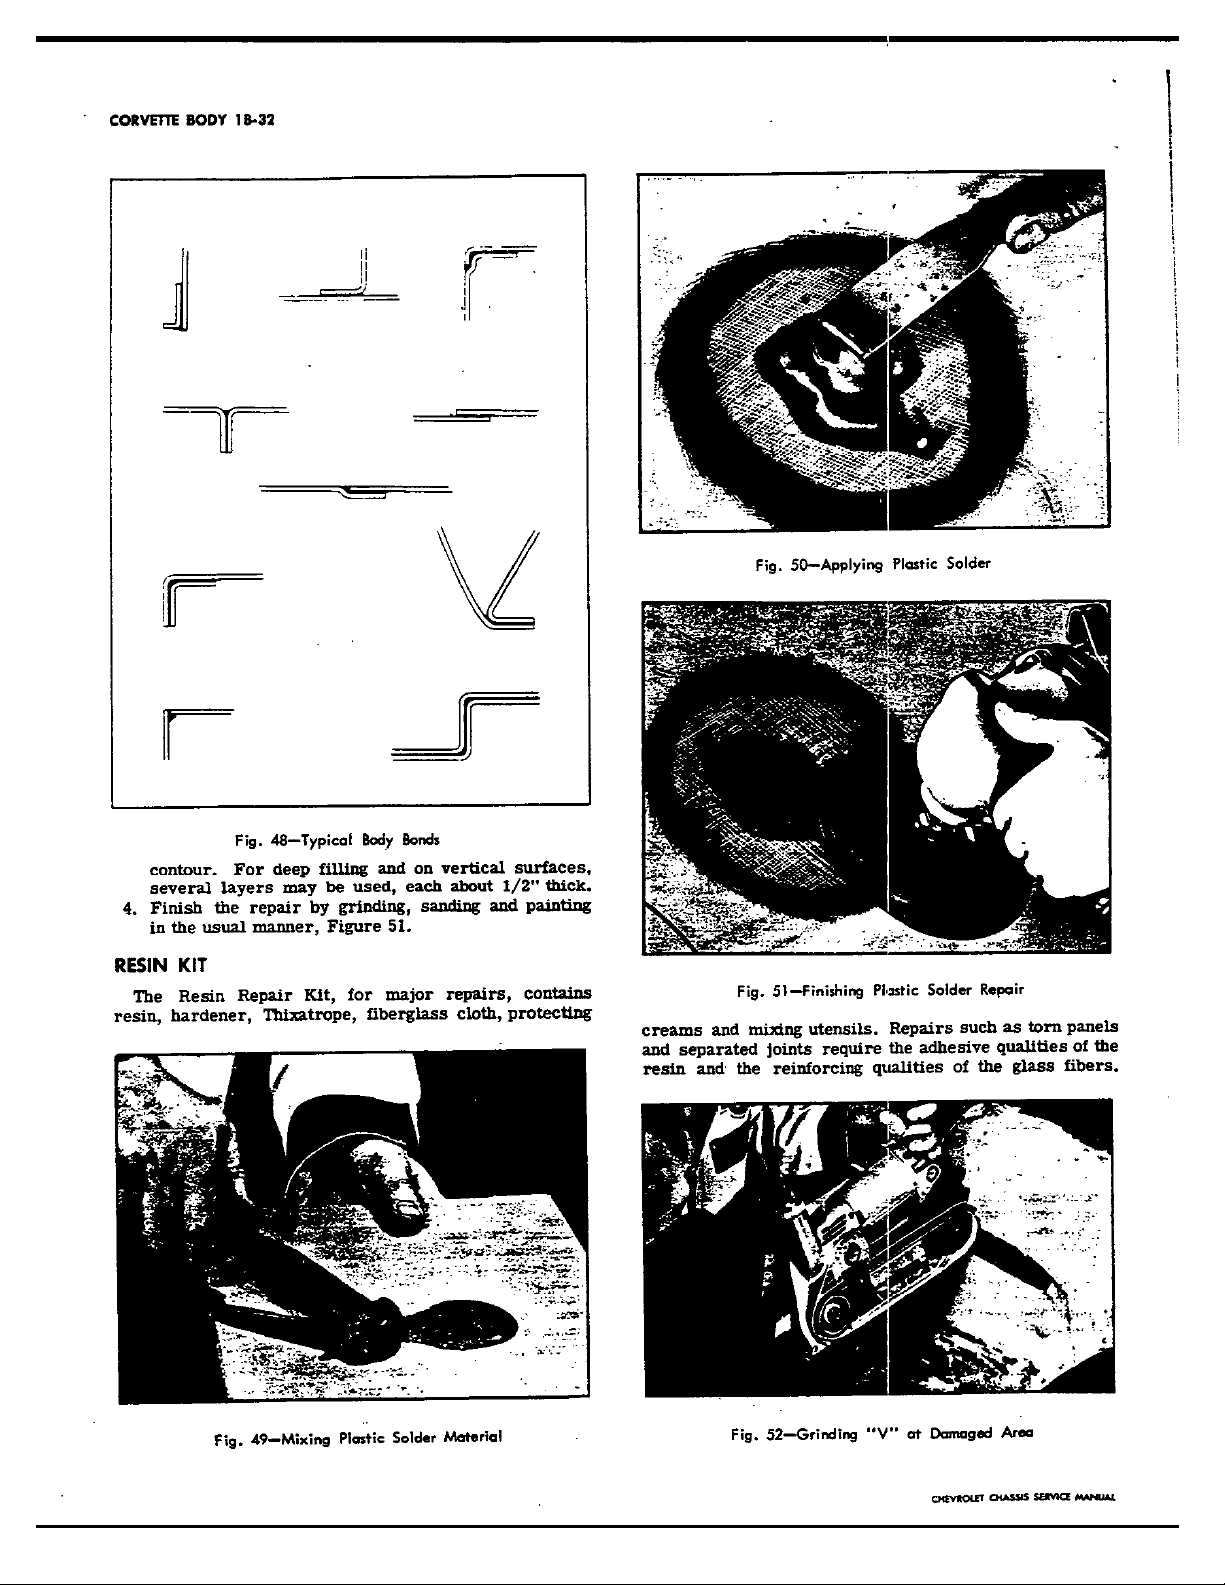 CORVETTE BODY 1B-32
Fig. 48—Typical Body Bonds
contour. For deep filling and on vertical surfaces,
several layers may be used, each about 1/2" thick.
4. Finish the repair by grinding, sanding and painting
in the usual manner, Figure 51.
RESIN KIT
The Resin Repair Kit, for major repairs, contains
resin, hardener, Thixatrope, fiberglass cloth, protecting
Fig. 49—Mixing Plastic Solder Material
Fig. 50—Applying Plastic Solder
Fig. 51—Finishing Plastic Solder Repair
creams and mixing utensils. Repairs such as torn panels
and separated joints require the adhesive qualities of the
resin and the reinforcing qualities of the glass fibers.
Fig. 52—Grinding "V" at Damaged Area
CHEVROLET CHASSIS SERVICE MANUAL